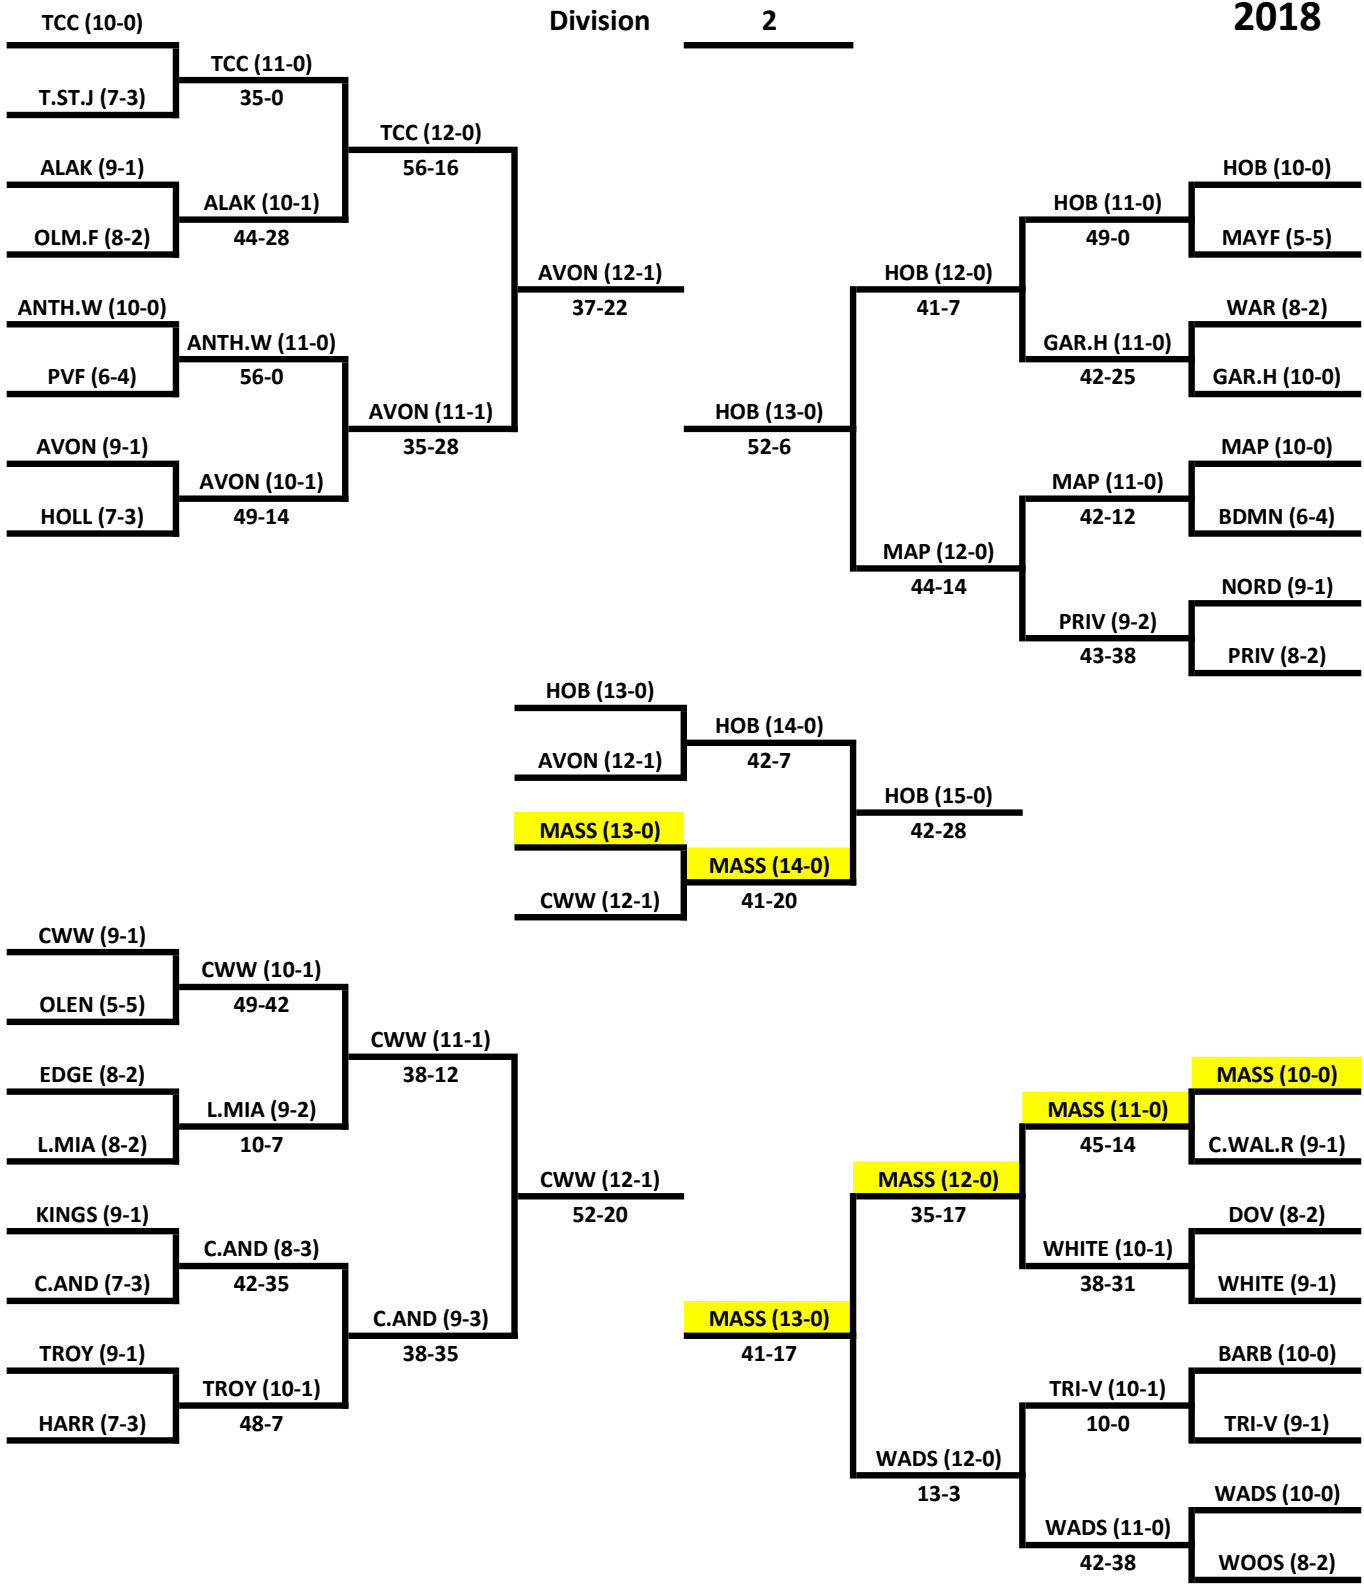 Division 2 2018
TCC (10-0)
T.ST.J (7-3)
ALAK (9-1)
OLM.F (8-2)
ANTH.W (10-0)
PVF (6-4)
AVON (9-1)
HOLL (7-3)
TCC (11-0)
35-0
ALAK (10-1)
44-28
ANTH.W (11-0)
56-0
AVON (10-1)
49-14
TCC (12-0)
56-16
AVON (11-1)
35-28
AVON (12-1)
37-22
HOB (13-0)
52-6
HOB (12-0)
41-7
MAP (12-0)
44-14
HOB (11-0)
49-0
GAR.H (11-0)
42-25
MAP (11-0)
42-12
PRIV (9-2)
43-38
HOB (10-0)
MAYF (5-5)
WAR (8-2)
GAR.H (10-0)
MAP (10-0)
BDMN (6-4)
NORD (9-1)
PRIV (8-2)
HOB (13-0)
AVON (12-1)
MASS (13-0)
CWW (12-1)
HOB (14-0)
42-7
MASS (14-0)
41-20
HOB (15-0)
42-28
CWW (9-1)
OLEN (5-5)
EDGE (8-2)
L.MIA (8-2)
KINGS (9-1)
C.AND (7-3)
TROY (9-1)
HARR (7-3)
CWW (10-1)
49-42
L.MIA (9-2)
10-7
C.AND (8-3)
42-35
TROY (10-1)
48-7
CWW (11-1)
38-12
C.AND (9-3)
38-35
CWW (12-1)
52-20
MASS (13-0)
41-17
MASS (12-0)
35-17
WADS (12-0)
13-3
MASS (11-0)
45-14
WHITE (10-1)
38-31
TRI-V (10-1)
10-0
WADS (11-0)
42-38
MASS (10-0)
C.WAL.R (9-1)
DOV (8-2)
WHITE (9-1)
BARB (10-0)
TRI-V (9-1)
WADS (10-0)
WOOS (8-2)